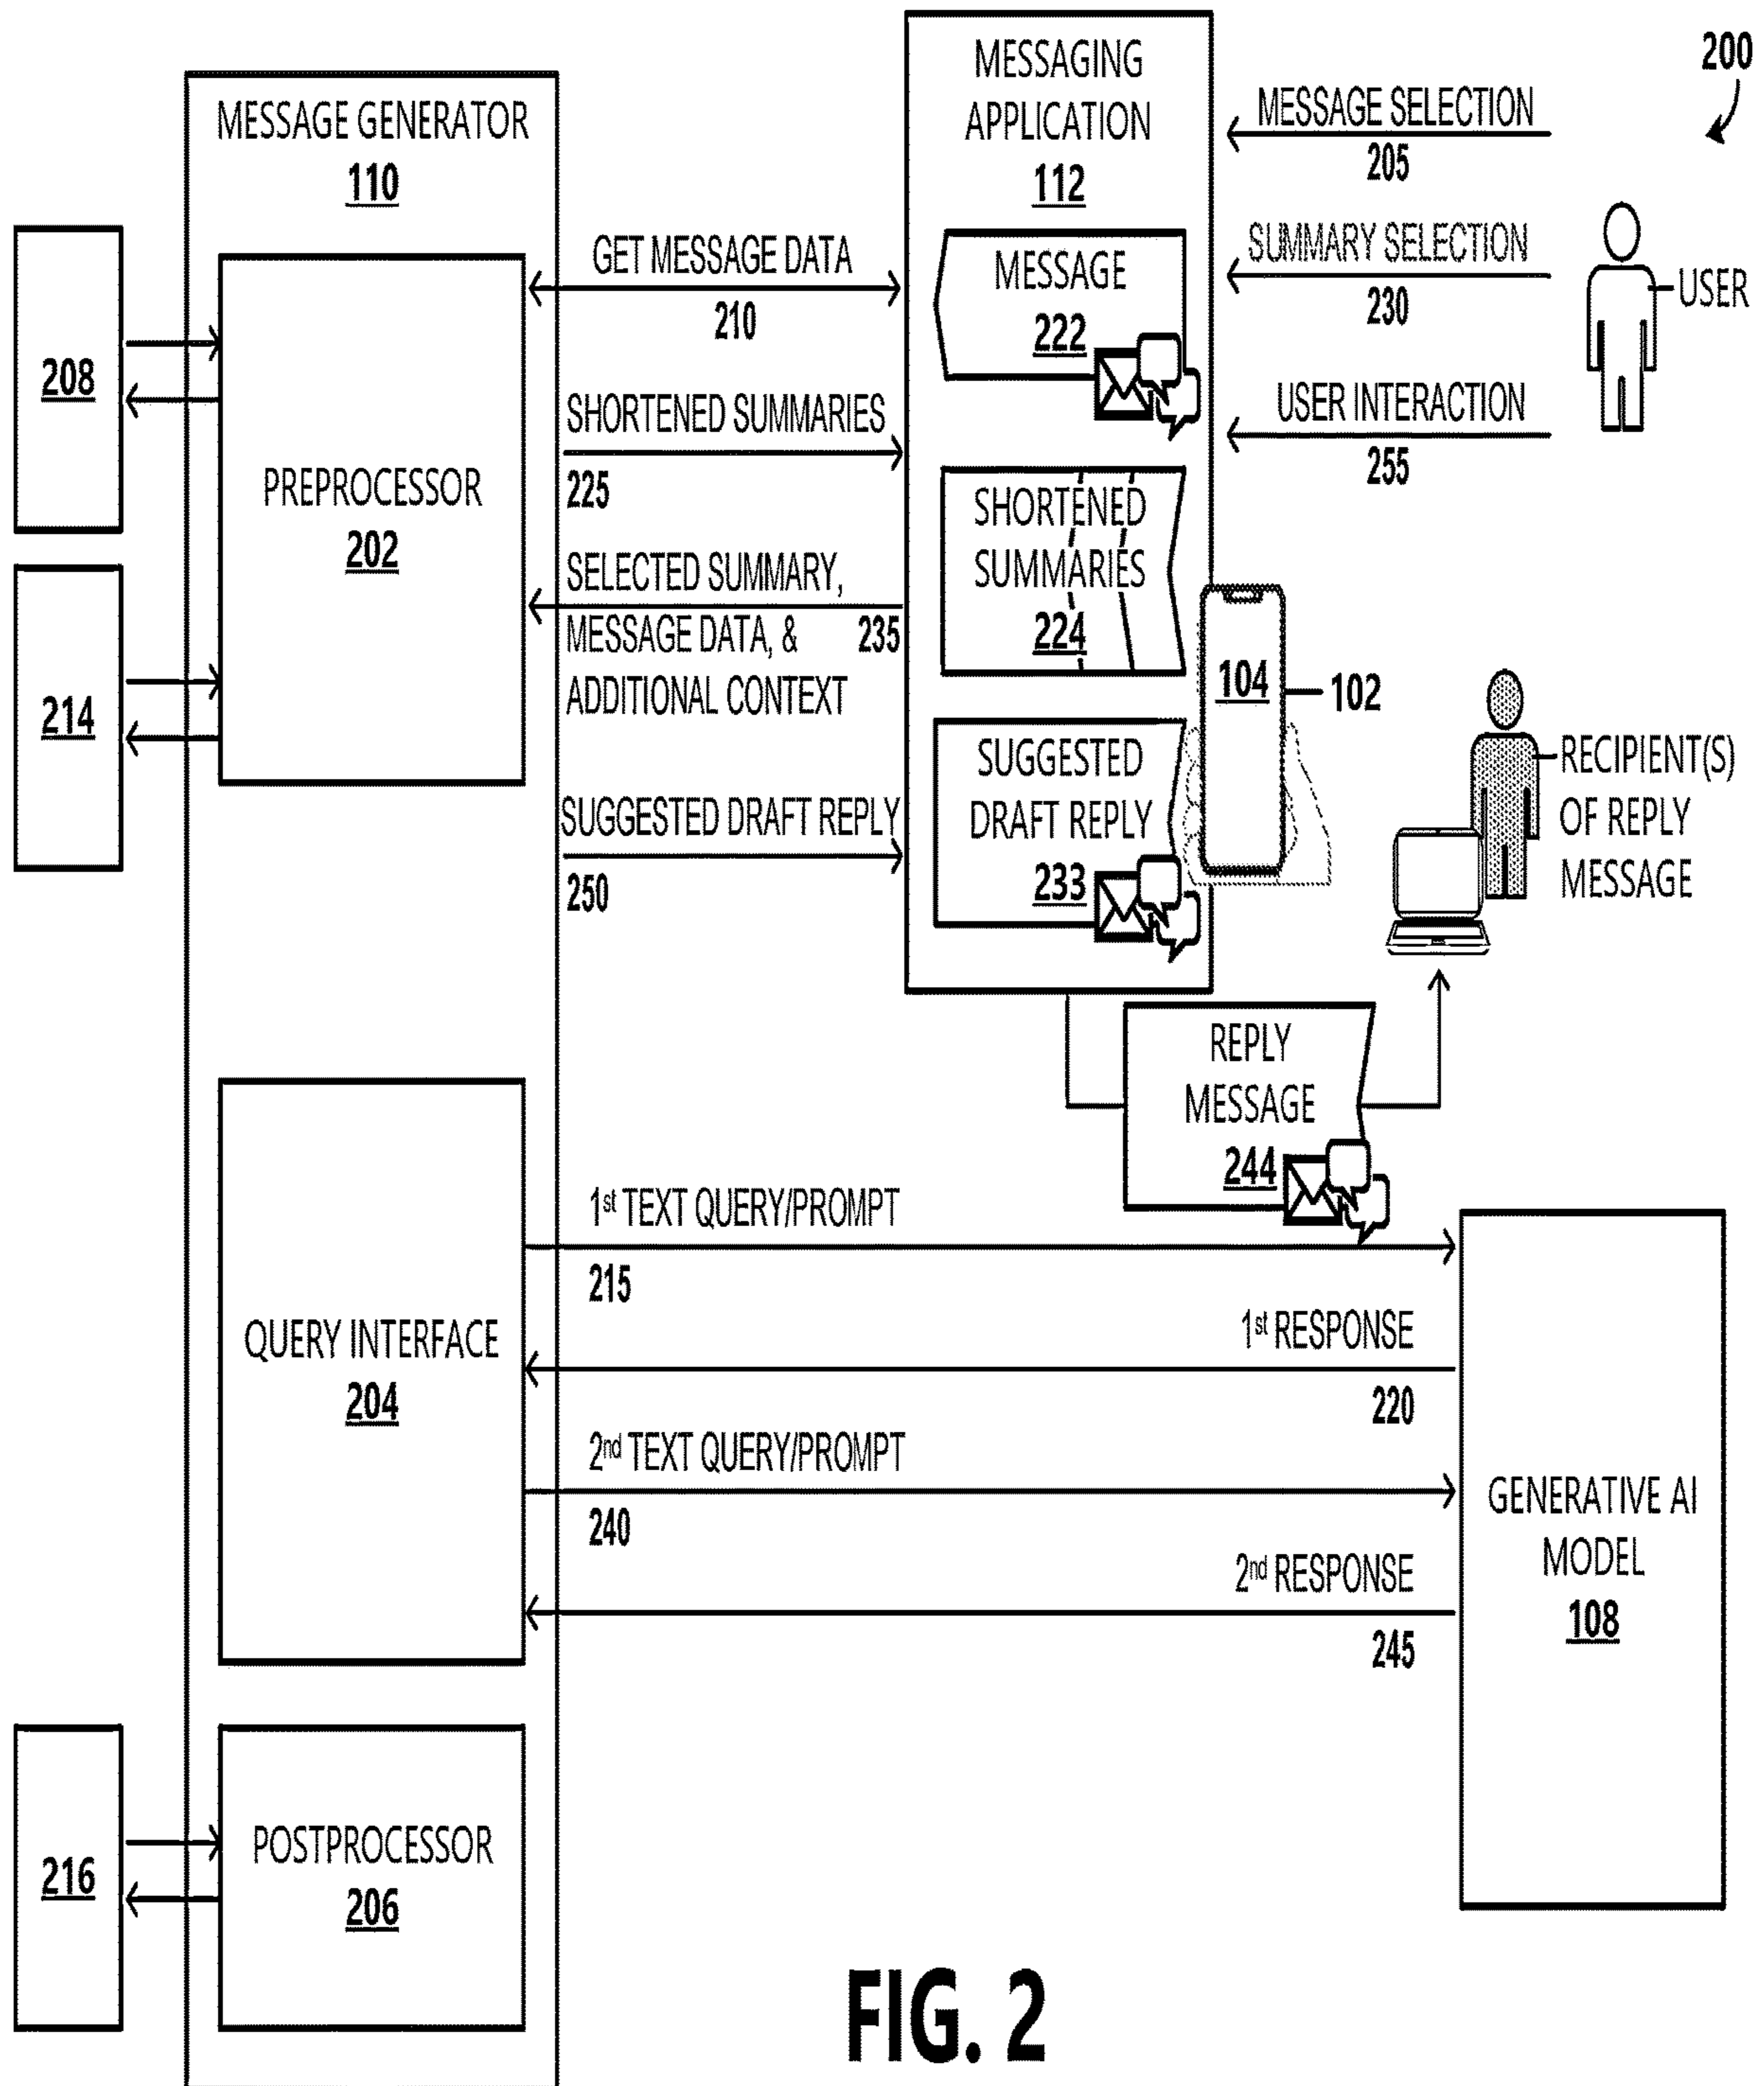 200
MESSAGE GENERATOR
110
208
214
PREPROCESSOR
202
GET MESSAGE DATA
210
SHORTENED SUMMARIES
225
SELECTED SUMMARY,
235
MESSAGE DATA, &
ADDITIONAL CONTEXT
SUGGESTED DRAFT REPLY
250
MESSAGING
APPLICATION
112
MESSAGE
222
SHORTENED
SUMMARIES
224
SUGGESTED
DRAFT REPLY
233
MESSAGE SELECTION
205
SUMMARY SELECTION
230
USER INTERACTION
255
USER
104
102
RECIPIENT(S)
OF REPLY
MESSAGE
REPLY
MESSAGE
244
QUERY INTERFACE
204
1st TEXT QUERY/PROMPT
215
1st RESPONSE
220
2nd TEXT QUERY/PROMPT
240
2nd RESPONSE
245
GENERATIVE AI
MODEL
108
216
POSTPROCESSOR
206
FIG. 2